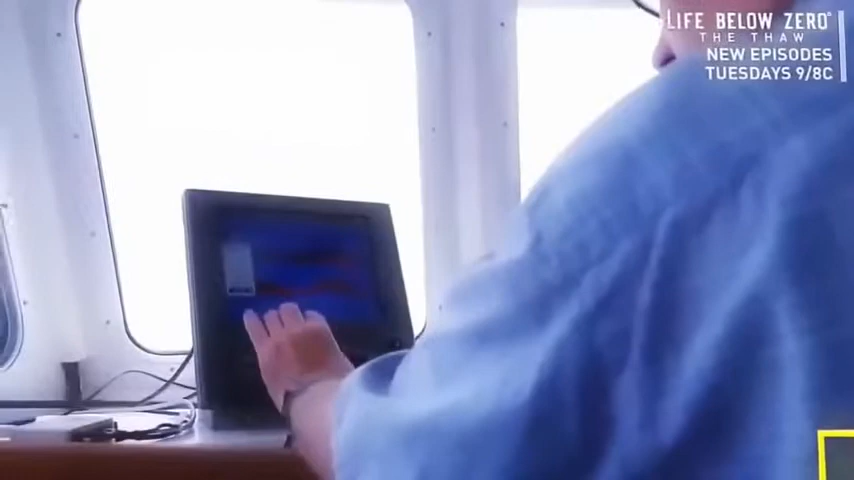 LIFE BELOW ZERO°
THE THAW
NEW EPISODES
TUESDAYS 9/8C